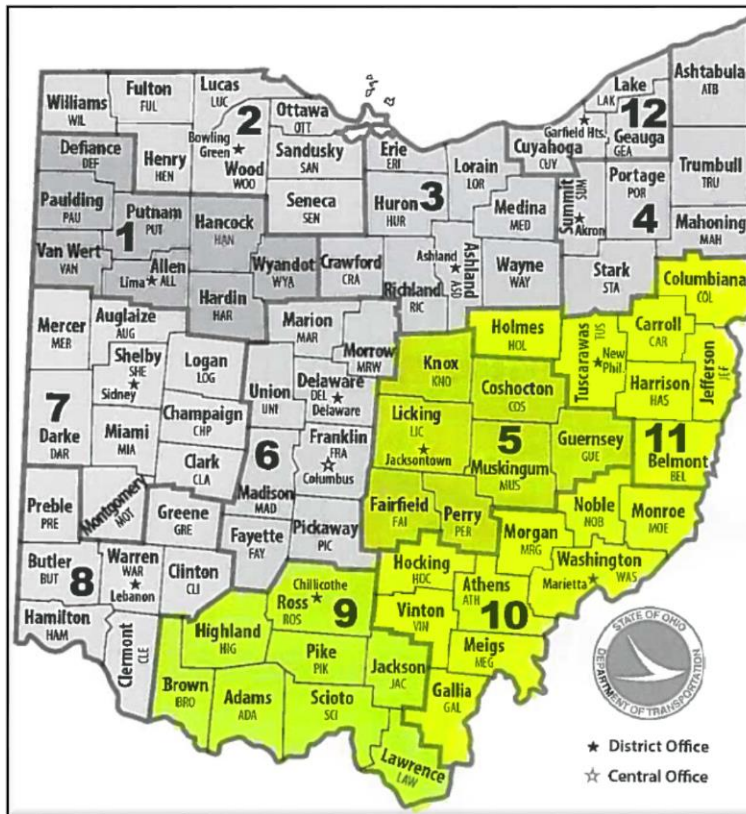 Williams
WIL
Fulton
FUL
Lucas
LUC
Ottawa
OTT
Lake
LAK
Ashtabula
ATB
12
Geauga
GEA
Garfield Hts.
Cuyahoga
CUY
Defiance
DEF
Henry
HEN
2
Bowling
Green
Wood
WOO
Sandusky
SAN
Erie
ERI
Lorain
LOR
Trumbull
TRU
Paulding
PAU
Putnam
PUT
1
Hancock
HAN
Seneca
SEN
Huron
HUR
3
Medina
MED
Summit
SUM
Akron
Portage
POR
4
Mahoning
MAH
Van Wert
VAN
Lima
Allen
ALL
Wyandot
WYA
Crawford
CRA
Richland
RIC
Ashland
Ashland
ASD
Wayne
WAY
Stark
STA
Columbiana
COL
Hardin
HAR
Mercer
MER
Auglaize
AUG
Marion
MAR
Morrow
MRW
Holmes
HOL
Tuscarawas
TUS
New
Phil.
Carroll
CAR
Jefferson
JEF
Shelby
SHE
Sidney
Logan
LOG
Union
UNI
Delaware
DEL
Delaware
Knox
KNO
Coshocton
COS
Harrison
HAS
7
Darke
DAR
Miami
MIA
Champaign
CHP
Clark
CLA
6
Madison
MAD
Franklin
FRA
Columbus
Licking
LIC
Jacksontown
5
Muskingum
MUS
Guernsey
GUE
11
Belmont
BEL
Preble
PRE
Montgomery
MOT
Greene
GRE
Fayette
FAY
Pickaway
PIC
Fairfield
FAI
Perry
PER
Morgan
MRG
Noble
NOB
Monroe
MOE
Butler
BUT
8
Warren
WAR
Lebanon
Clinton
CLI
Chillicothe
Ross
ROS
9
Hocking
HOC
Athens
ATH
10
Washington
WAS
Marietta
Hamilton
HAM
Clermont
CLE
Highland
HIG
Pike
PIK
Vinton
VIN
Meigs
MEG
Brown
BRO
Adams
ADA
Scioto
SCI
Jackson
JAC
Gallia
GAL
Lawrence
LAW
STATE OF OHIO
DEPARTMENT OF TRANSPORTATION
★ District Office
☆ Central Office